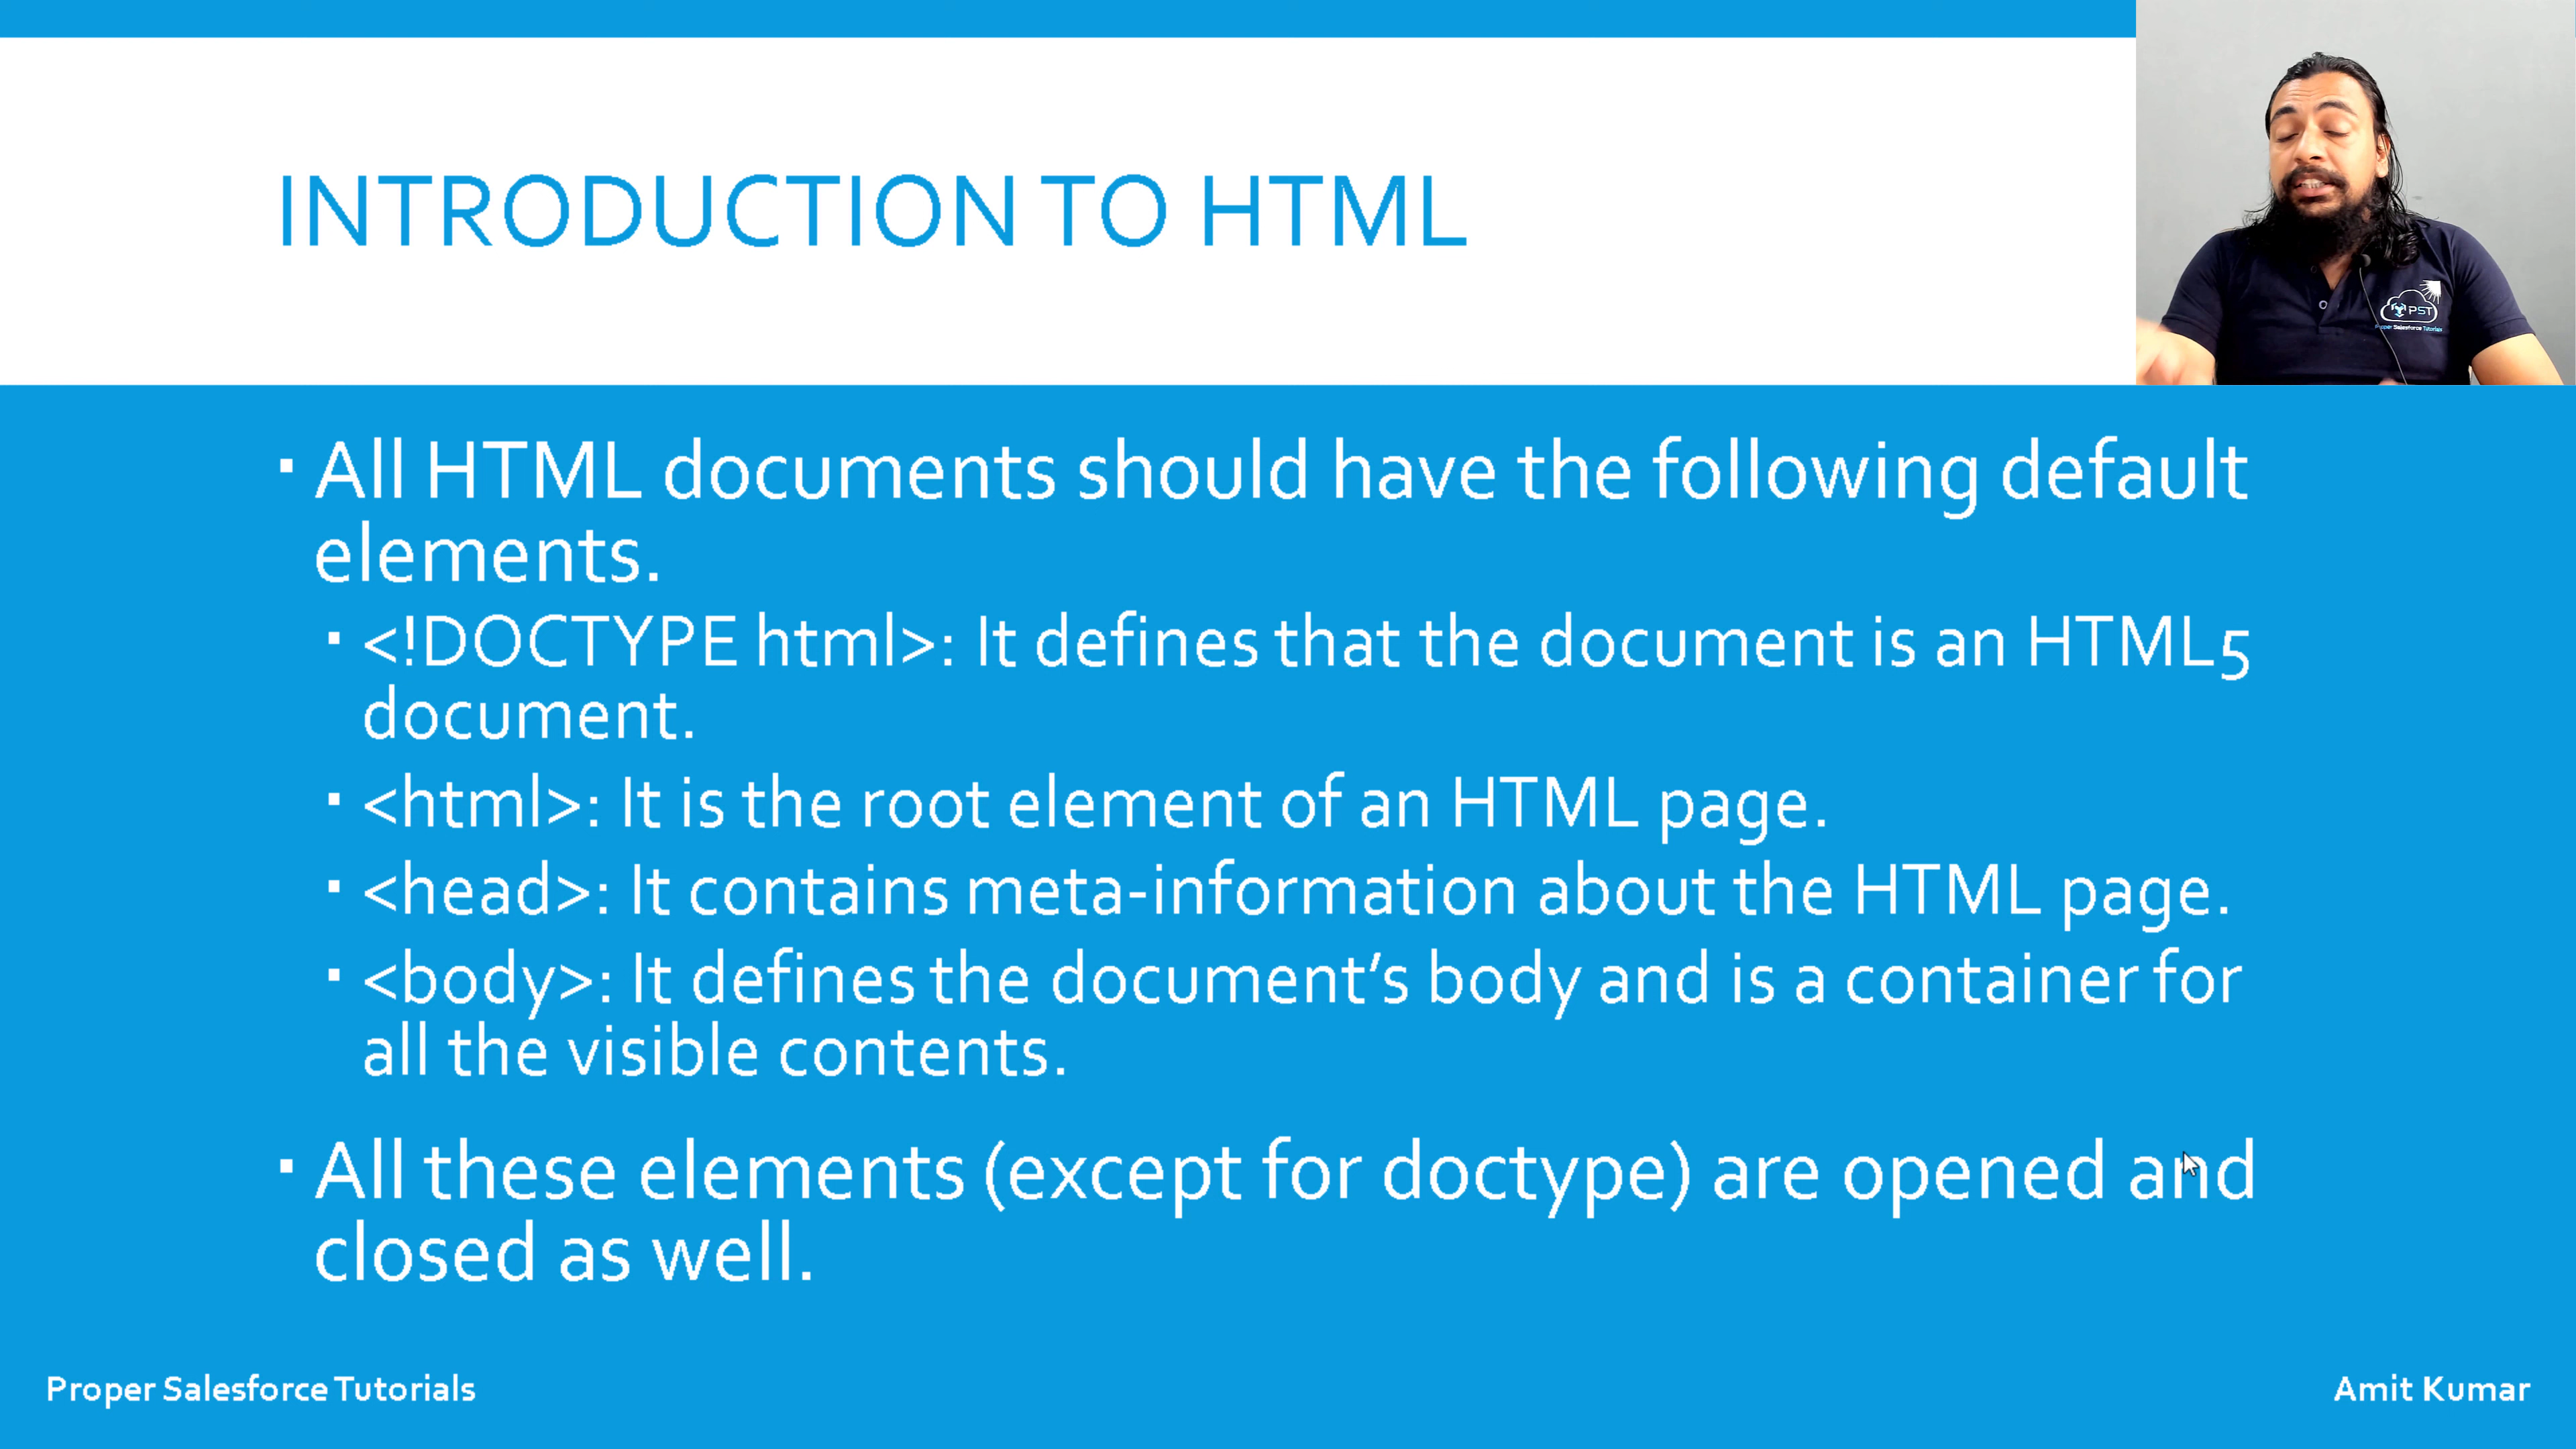 INTRODUCTION TO HTML
PST
Proper Salesforce Tutorials
▪ All HTML documents should have the following default
elements.
▪ <!DOCTYPE html>: It defines that the document is an HTML5
document.
▪ <html>: It is the root element of an HTML page.
▪ <head>: It contains meta-information about the HTML page.
▪ <body>: It defines the document’s body and is a container for
all the visible contents.
▪ All these elements (except for doctype) are opened and
closed as well.
Proper Salesforce Tutorials
Amit Kumar